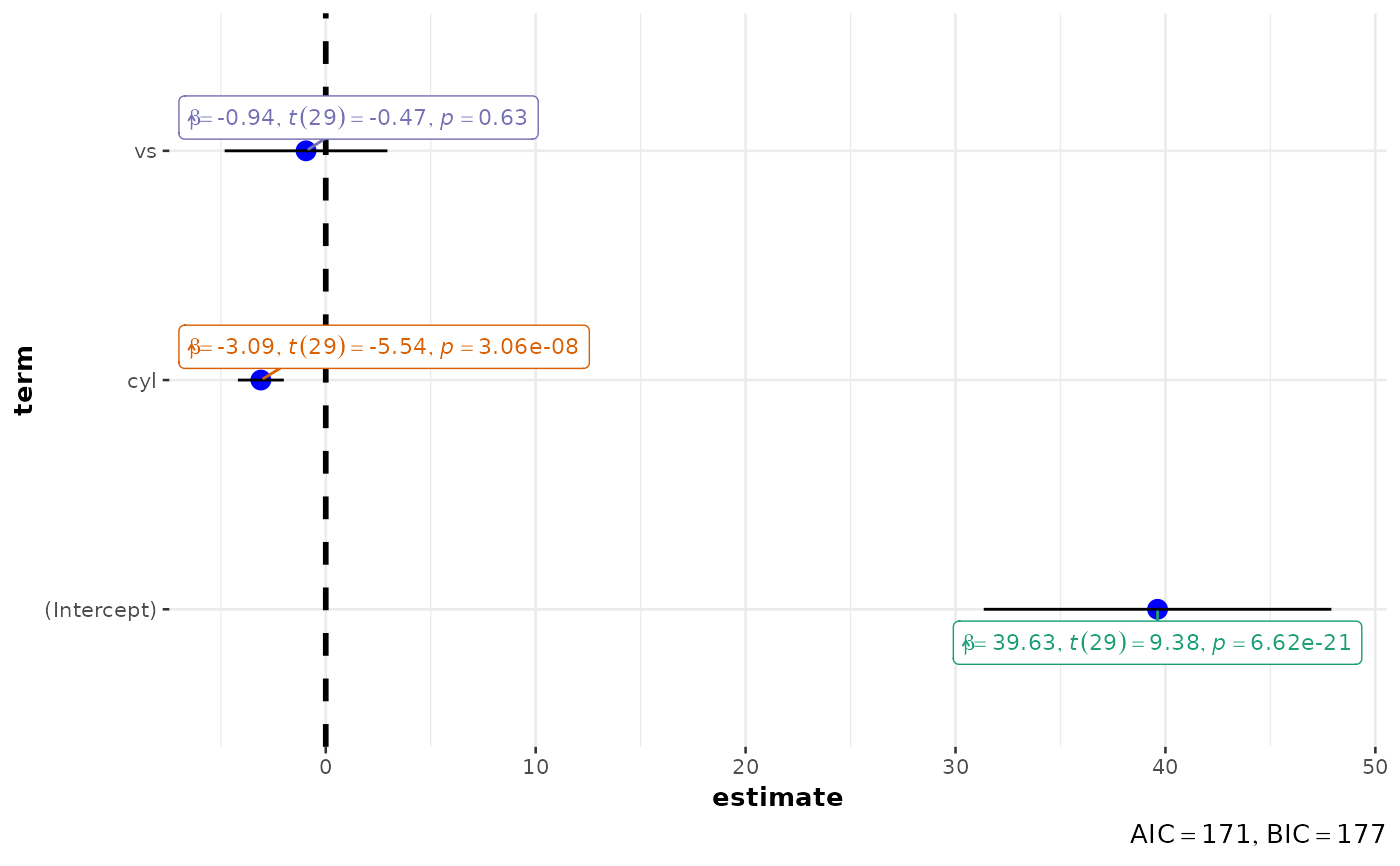 β̂ = -0.94, t(29) = -0.47, p = 0.63
vs
β̂ = -3.09, t(29) = -5.54, p = 3.06e-08
term
cyl
(Intercept)
β̂ = 39.63, t(29) = 9.38, p = 6.62e-21
0 10 20 30 40 50
estimate
AIC = 171, BIC = 177